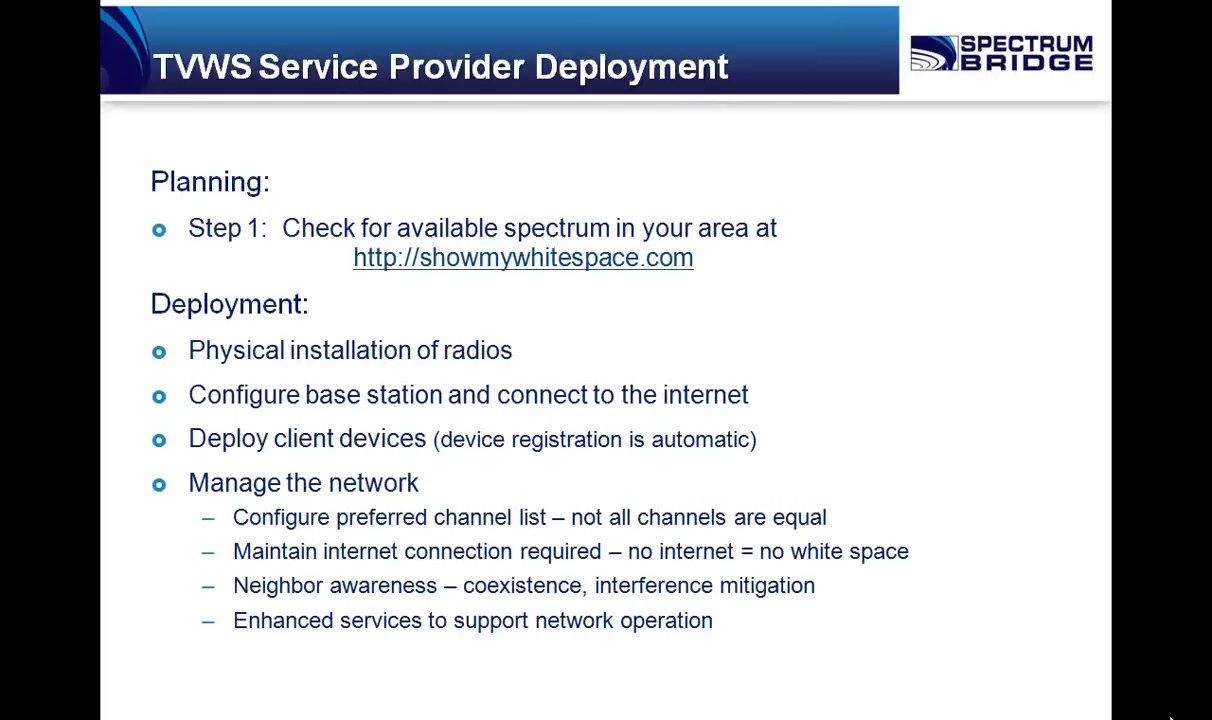 TVWS Service Provider Deployment
SPECTRUM
BRIDGE
Planning:
Step 1: Check for available spectrum in your area at
http://showmywhitespace.com
Deployment:
Physical installation of radios
Configure base station and connect to the internet
Deploy client devices (device registration is automatic)
Manage the network
– Configure preferred channel list – not all channels are equal
– Maintain internet connection required – no internet = no white space
– Neighbor awareness – coexistence, interference mitigation
– Enhanced services to support network operation